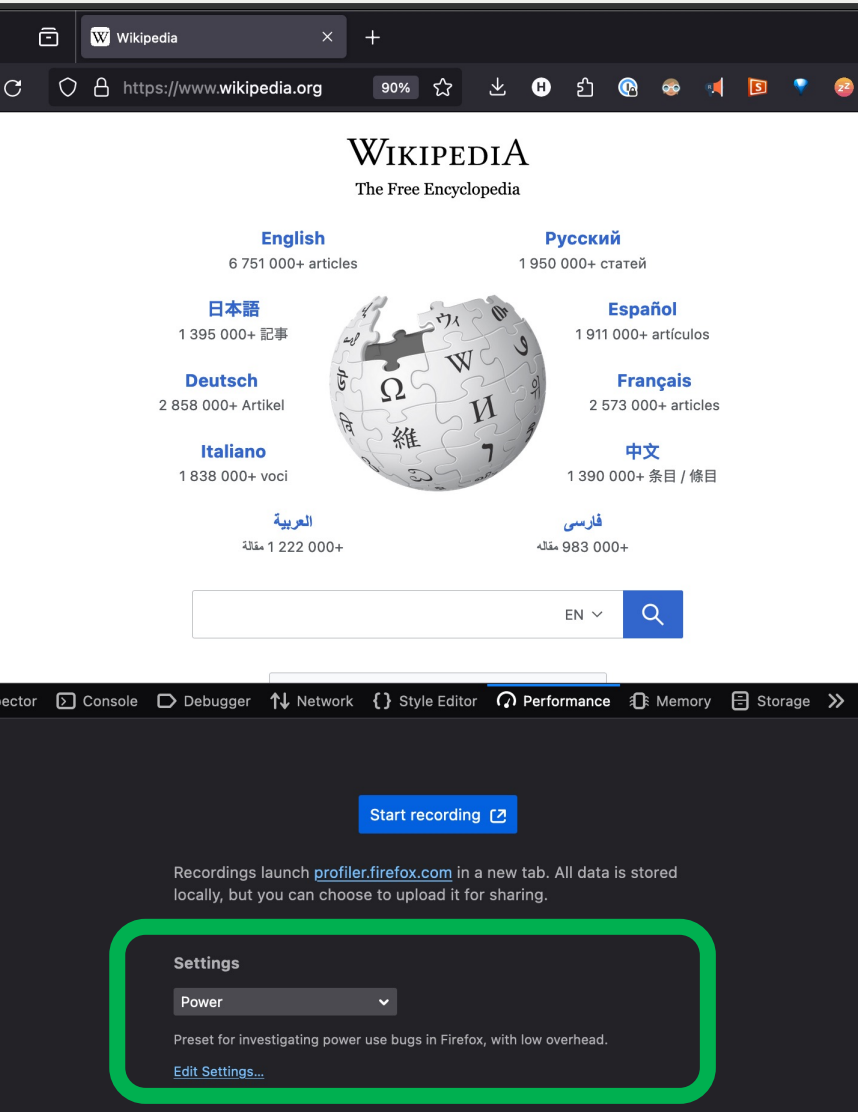 W Wikipedia
https://www.wikipedia.org 90%
WIKIPEDIA
The Free Encyclopedia
English
6 751 000+ articles
Русский
1 950 000+ статей
日本語
1 395 000+ 記事
Español
1 911 000+ artículos
Deutsch
2 858 000+ Artikel
Français
2 573 000+ articles
Italiano
1 838 000+ voci
中文
1 390 000+ 条目 / 條目
العربية
1 222 000+ مقالة
فارسی
983 000+ مقاله
EN
ector Console Debugger Network Style Editor Performance Memory Storage
Start recording
Recordings launch profiler.firefox.com in a new tab. All data is stored
locally, but you can choose to upload it for sharing.
Settings
Power
Preset for investigating power use bugs in Firefox, with low overhead.
Edit Settings...